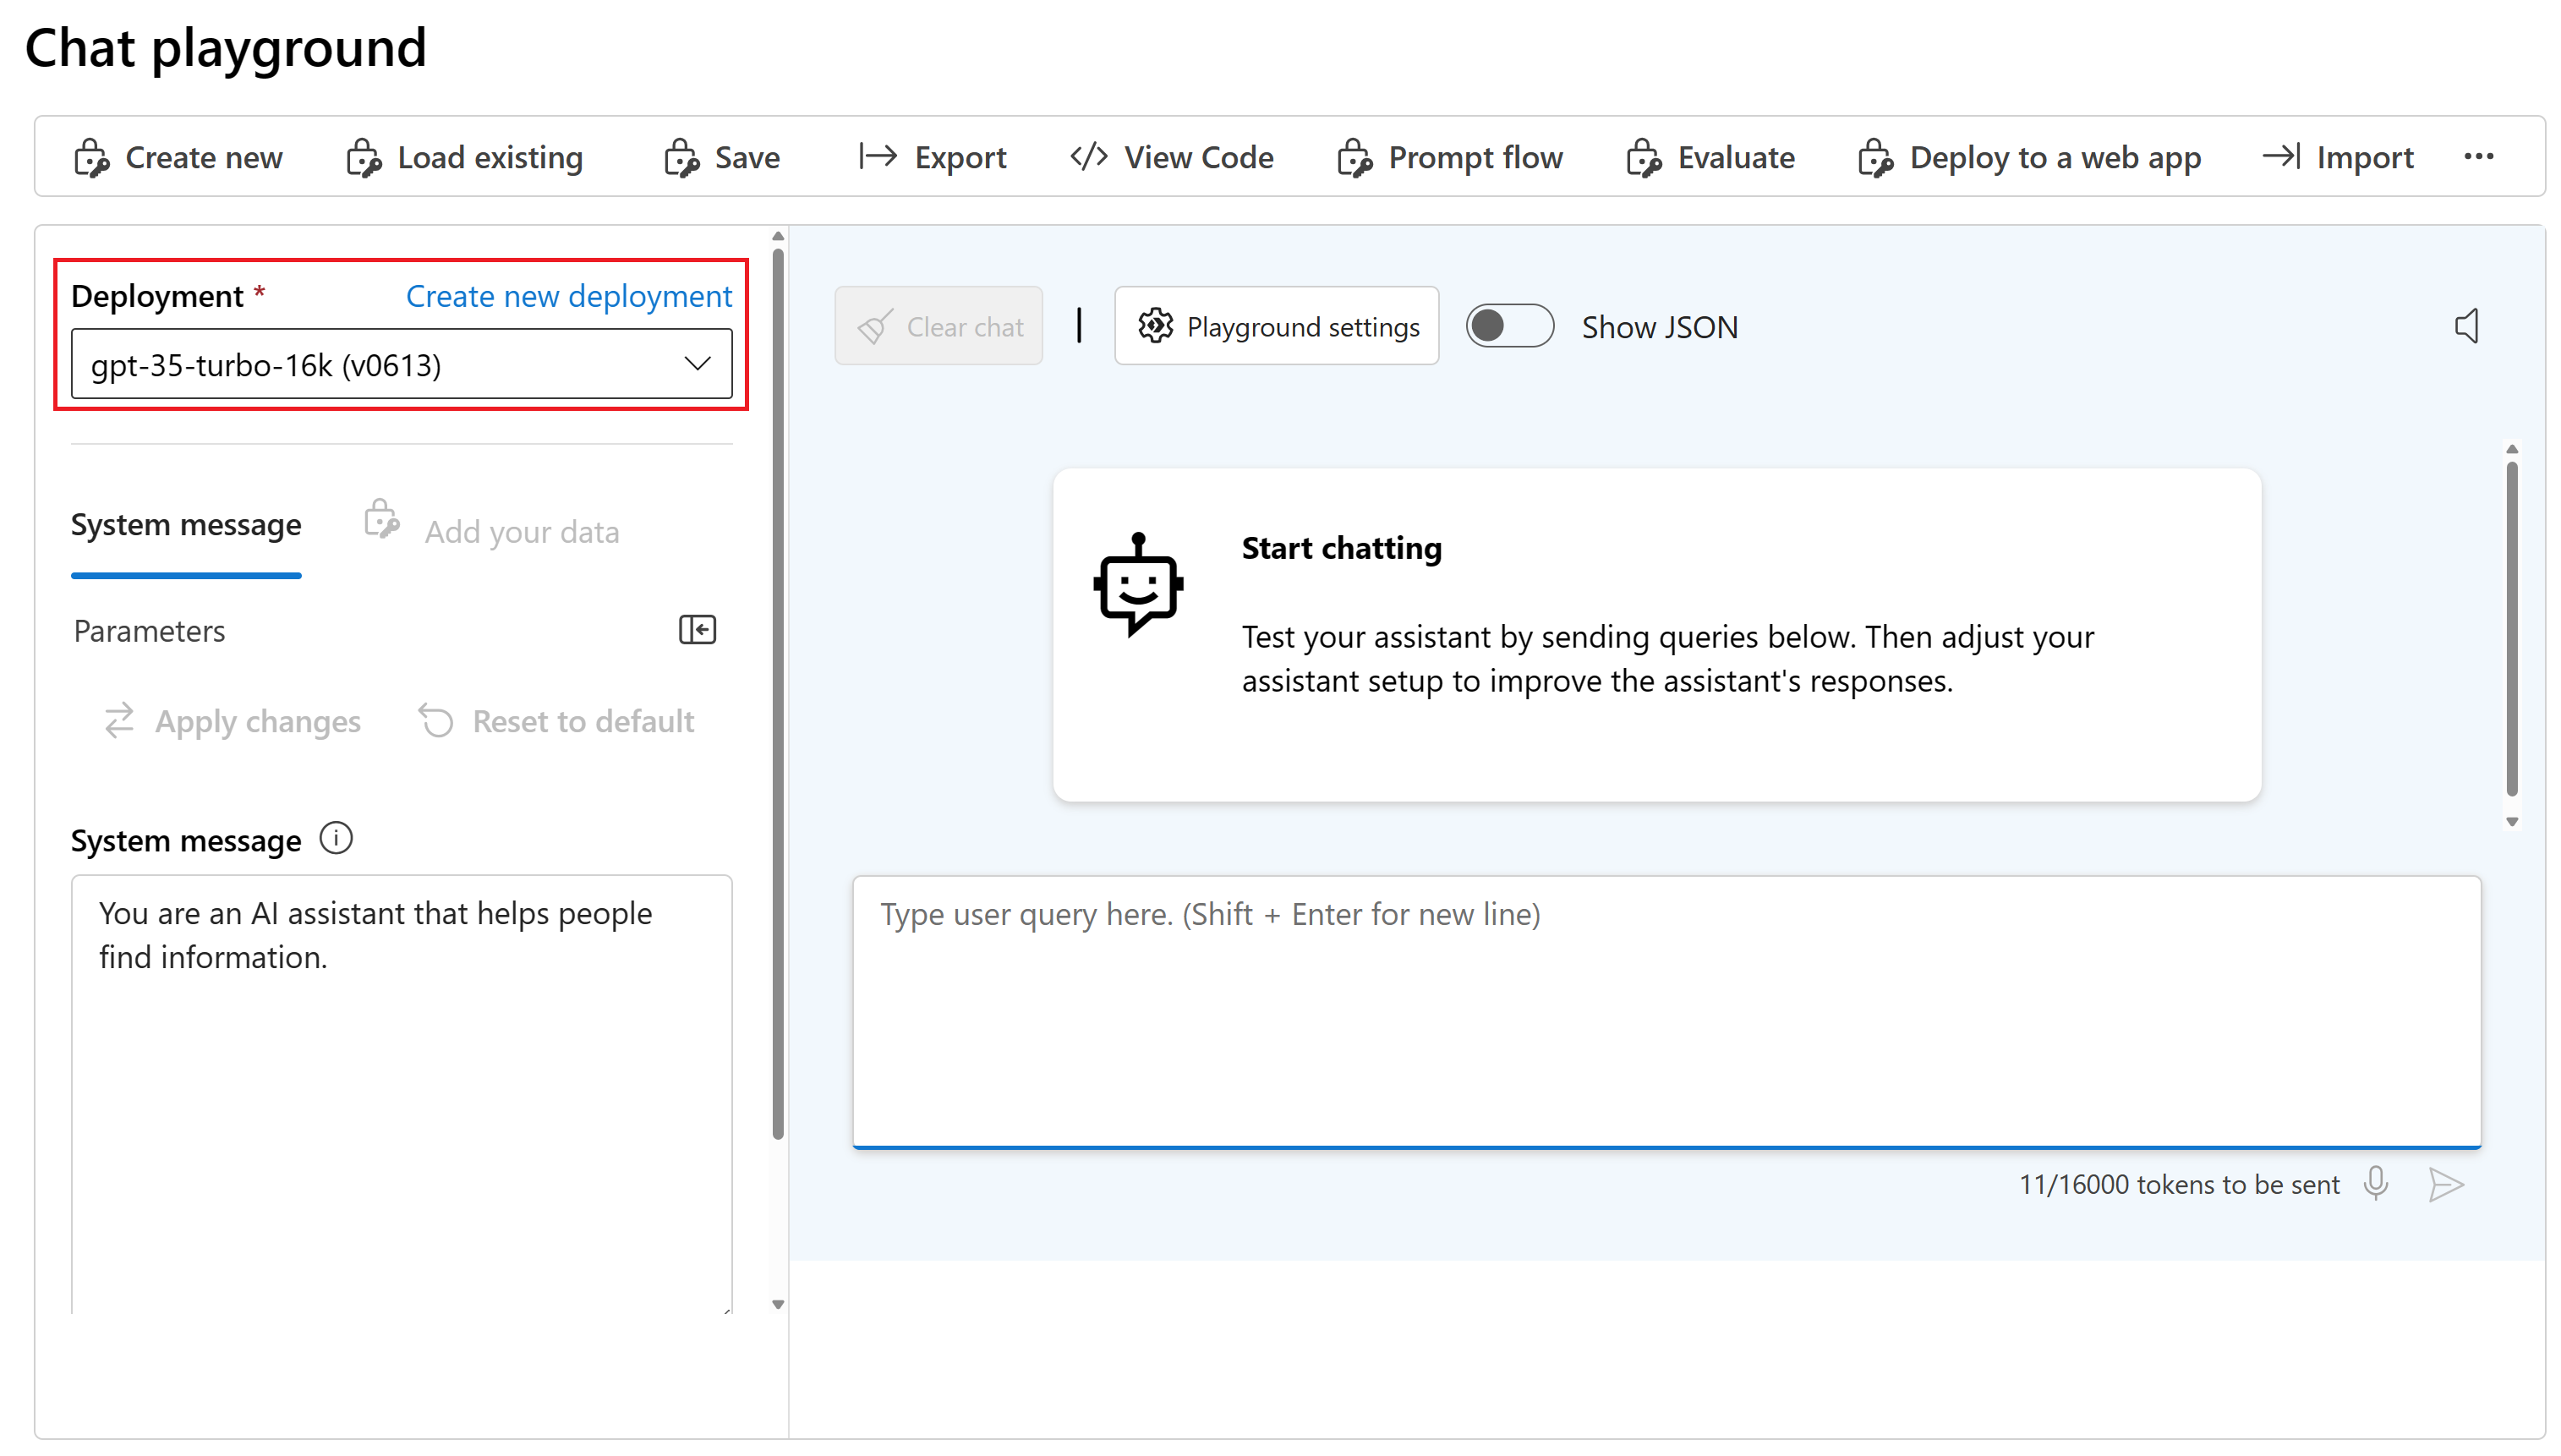 Chat playground
Create new Load existing Save Export View Code Prompt flow Evaluate Deploy to a web app Import
Deployment * Create new deployment
gpt-35-turbo-16k (v0613)
System message Add your data
Parameters
Apply changes Reset to default
System message
You are an AI assistant that helps people
find information.
Clear chat | Playground settings Show JSON
Start chatting
Test your assistant by sending queries below. Then adjust your
assistant setup to improve the assistant's responses.
Type user query here. (Shift + Enter for new line)
11/16000 tokens to be sent